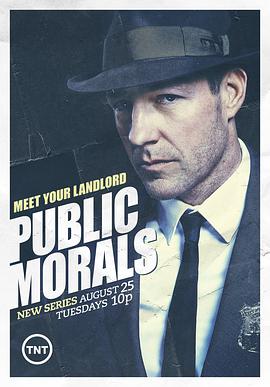 MEET YOUR LANDLORD
PUBLIC
MORALS
NEW SERIES AUGUST 25
TUESDAYS 10p
TNT